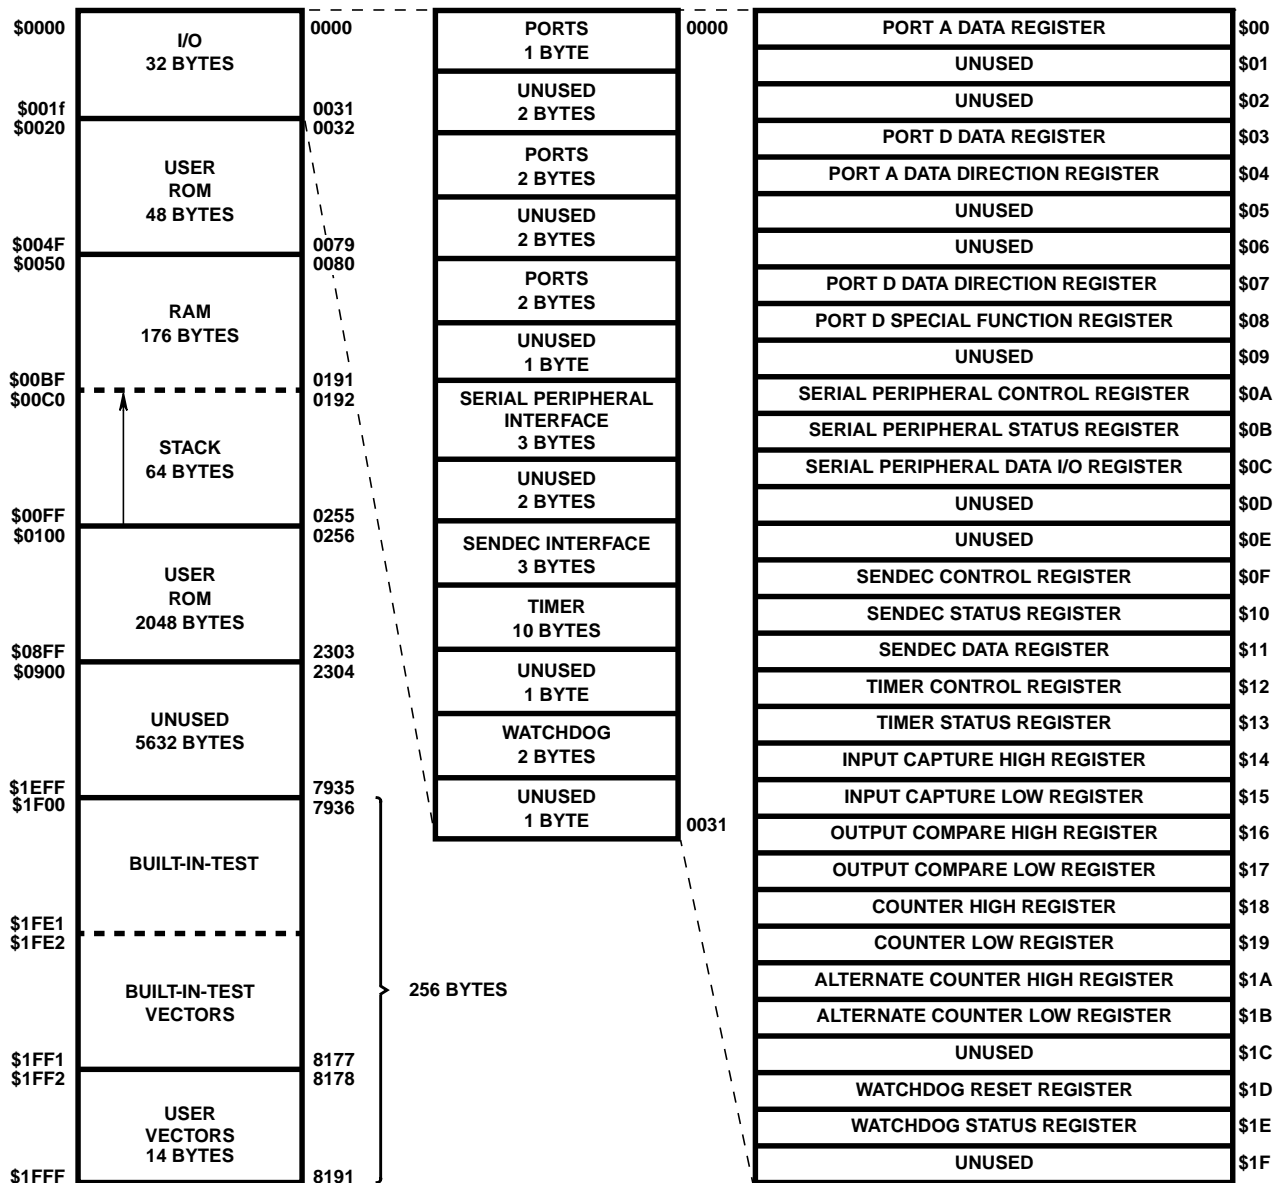 $0000
I/O
32 BYTES
0000
$001f
0031
$0020
0032
USER
ROM
48 BYTES
$004F
0079
$0050
0080
RAM
176 BYTES
$00BF
0191
$00C0
0192
STACK
64 BYTES
$00FF
0255
$0100
0256
USER
ROM
2048 BYTES
$08FF
2303
$0900
2304
UNUSED
5632 BYTES
$1EFF
7935
$1F00
7936
BUILT-IN-TEST
$1FE1
$1FE2
BUILT-IN-TEST
VECTORS
256 BYTES
$1FF1
8177
$1FF2
8178
USER
VECTORS
14 BYTES
$1FFF
8191
PORTS
1 BYTE
0000
UNUSED
2 BYTES
PORTS
2 BYTES
UNUSED
2 BYTES
PORTS
2 BYTES
UNUSED
1 BYTE
SERIAL PERIPHERAL
INTERFACE
3 BYTES
UNUSED
2 BYTES
SENDEC INTERFACE
3 BYTES
TIMER
10 BYTES
UNUSED
1 BYTE
WATCHDOG
2 BYTES
UNUSED
1 BYTE
0031
PORT A DATA REGISTER $00
UNUSED $01
UNUSED $02
PORT D DATA REGISTER $03
PORT A DATA DIRECTION REGISTER $04
UNUSED $05
UNUSED $06
PORT D DATA DIRECTION REGISTER $07
PORT D SPECIAL FUNCTION REGISTER $08
UNUSED $09
SERIAL PERIPHERAL CONTROL REGISTER $0A
SERIAL PERIPHERAL STATUS REGISTER $0B
SERIAL PERIPHERAL DATA I/O REGISTER $0C
UNUSED $0D
UNUSED $0E
SENDEC CONTROL REGISTER $0F
SENDEC STATUS REGISTER $10
SENDEC DATA REGISTER $11
TIMER CONTROL REGISTER $12
TIMER STATUS REGISTER $13
INPUT CAPTURE HIGH REGISTER $14
INPUT CAPTURE LOW REGISTER $15
OUTPUT COMPARE HIGH REGISTER $16
OUTPUT COMPARE LOW REGISTER $17
COUNTER HIGH REGISTER $18
COUNTER LOW REGISTER $19
ALTERNATE COUNTER HIGH REGISTER $1A
ALTERNATE COUNTER LOW REGISTER $1B
UNUSED $1C
WATCHDOG RESET REGISTER $1D
WATCHDOG STATUS REGISTER $1E
UNUSED $1F